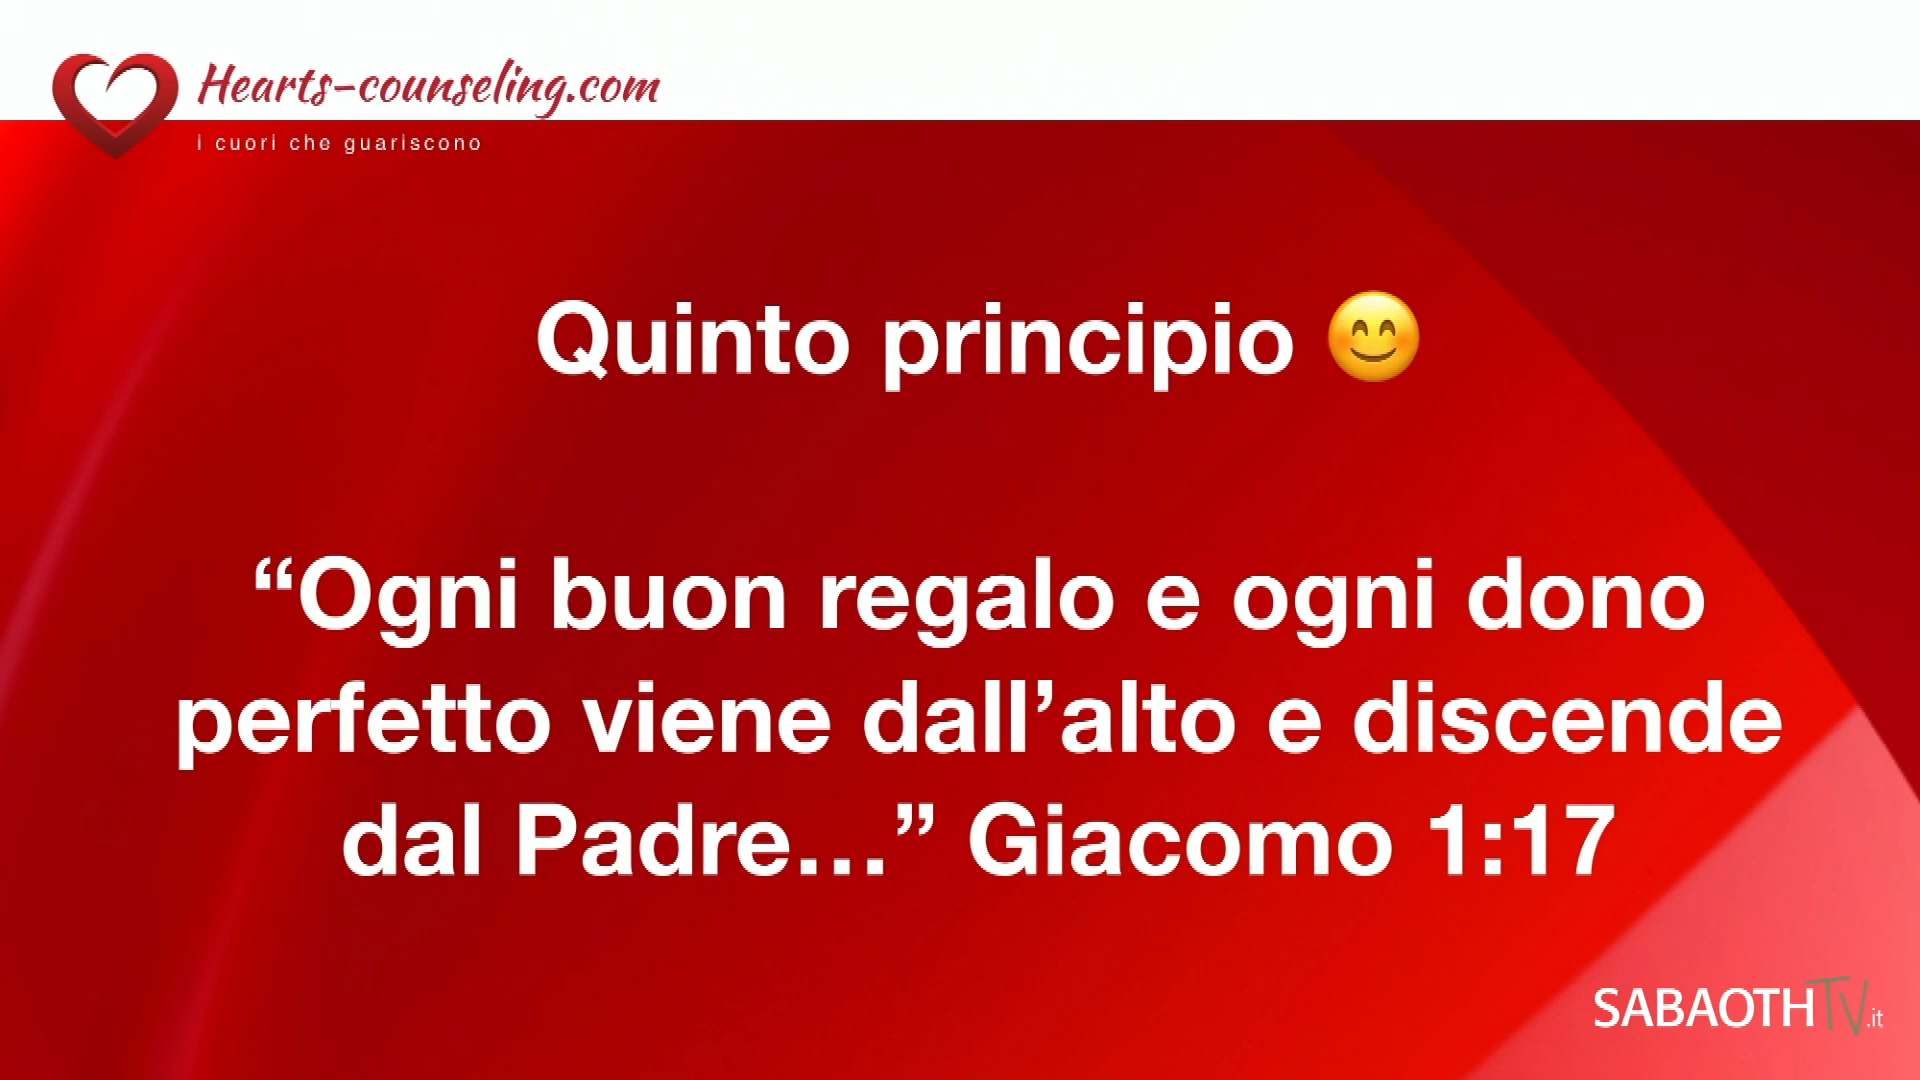 Hearts-counseling.com
i cuori che guariscono
Quinto principio 😊
“Ogni buon regalo e ogni dono
perfetto viene dall’alto e discende
dal Padre…” Giacomo 1:17
SABAOTHTV.it